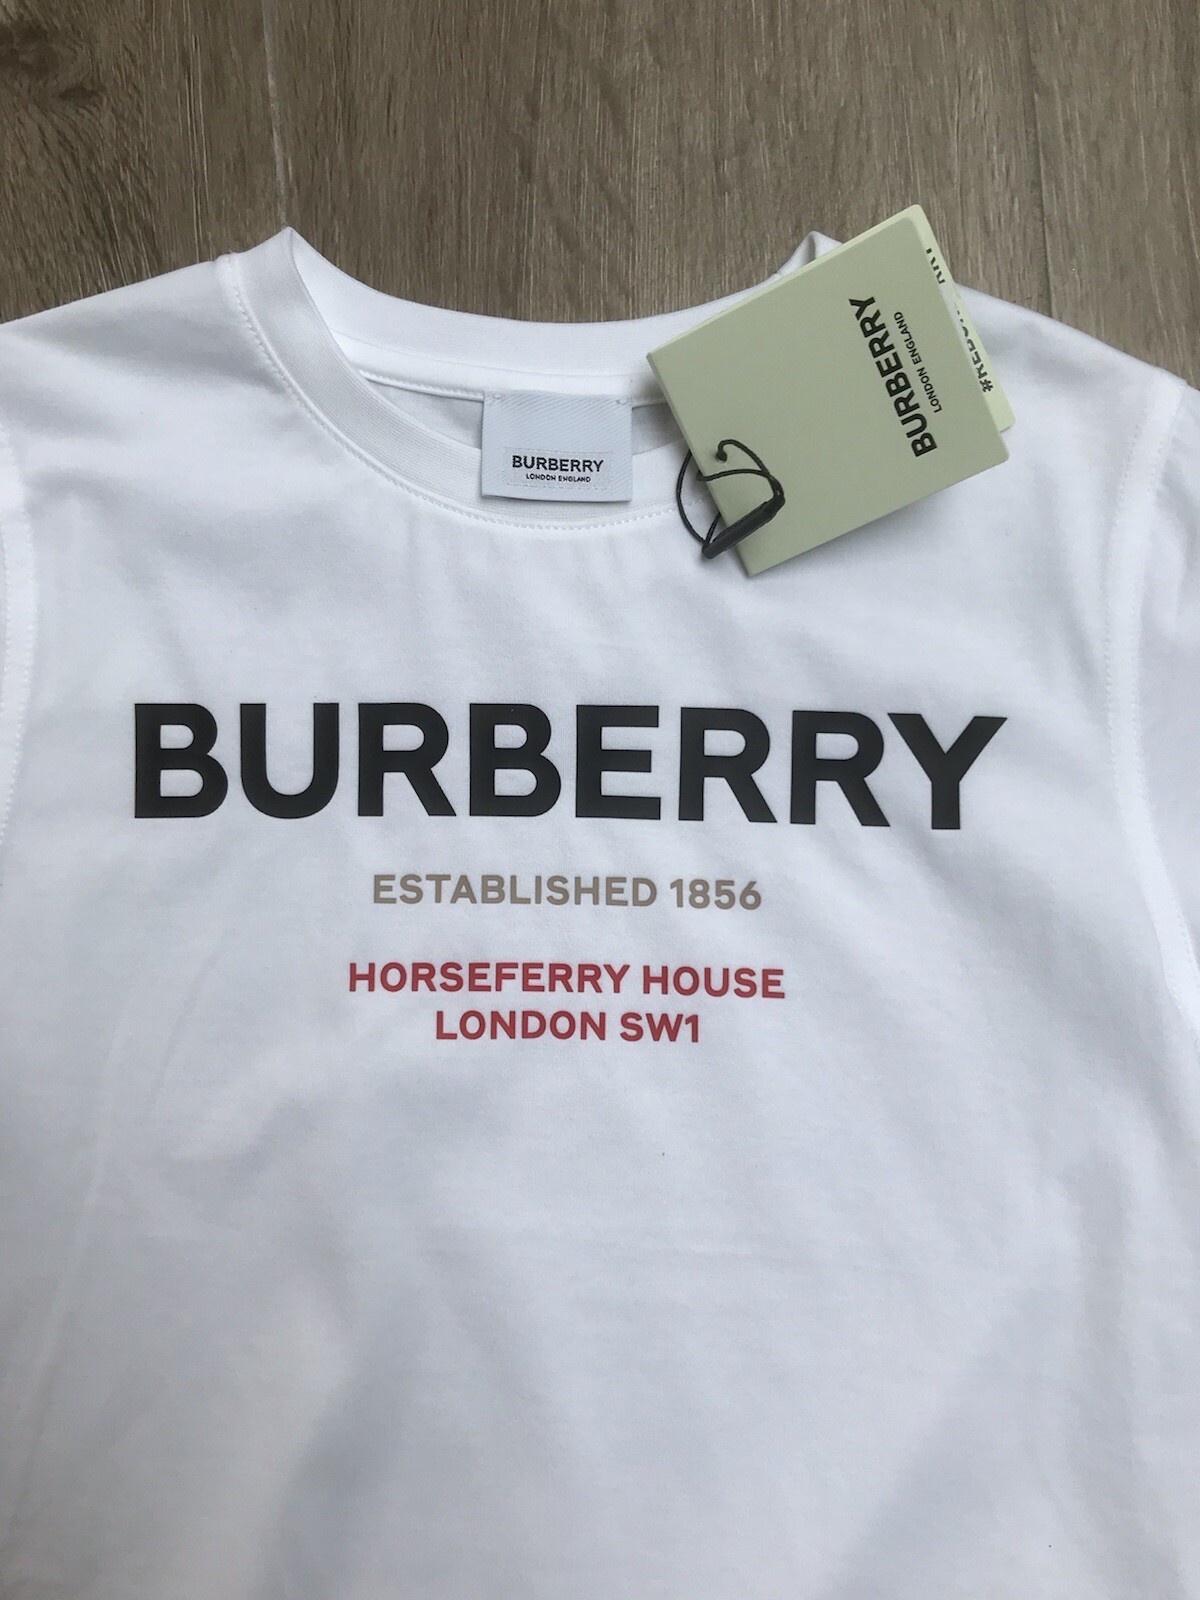 BURBERRY
LONDON ENGLAND
BURBERRY
LONDON ENGLAND
BURBERRY
ESTABLISHED 1856
HORSEFERRY HOUSE
LONDON SW1